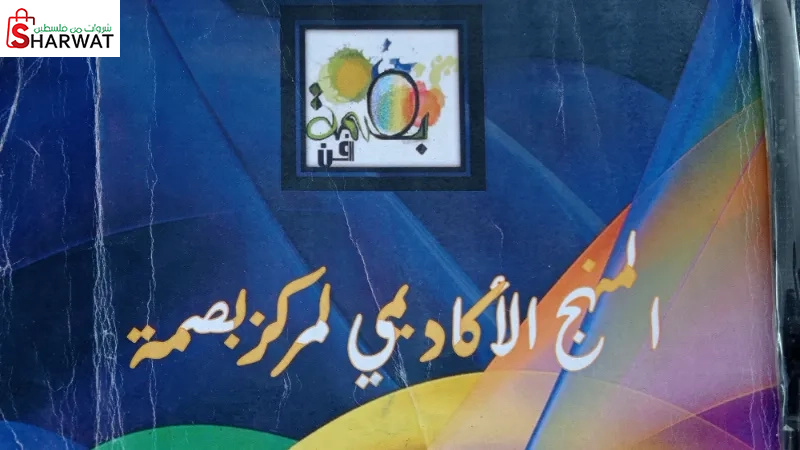 شروات من فلسطين
SHARWAT
بصمة
فن
المنهج الأكاديمي لمركز بصمة